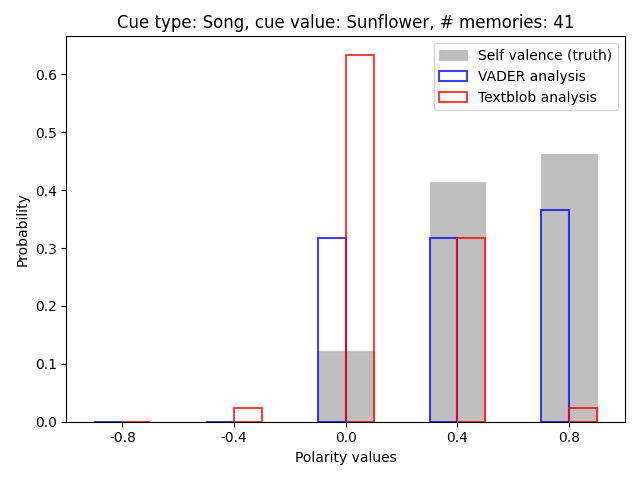 Cue type: Song, cue value: Sunflower, # memories: 41
Self valence (truth)
VADER analysis
Textblob analysis
Probability
0.6
0.5
0.4
0.3
0.2
0.1
0.0
-0.8 -0.4 0.0 0.4 0.8
Polarity values